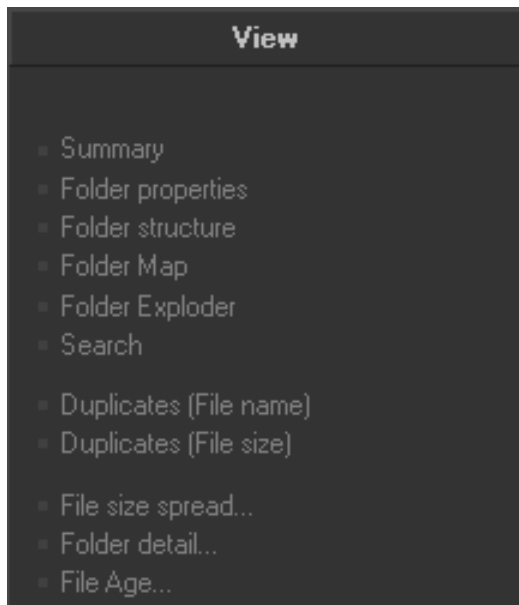 View
Summary
Folder properties
Folder structure
Folder Map
Folder Exploder
Search
Duplicates (File name)
Duplicates (File size)
File size spread...
Folder detail...
File Age...